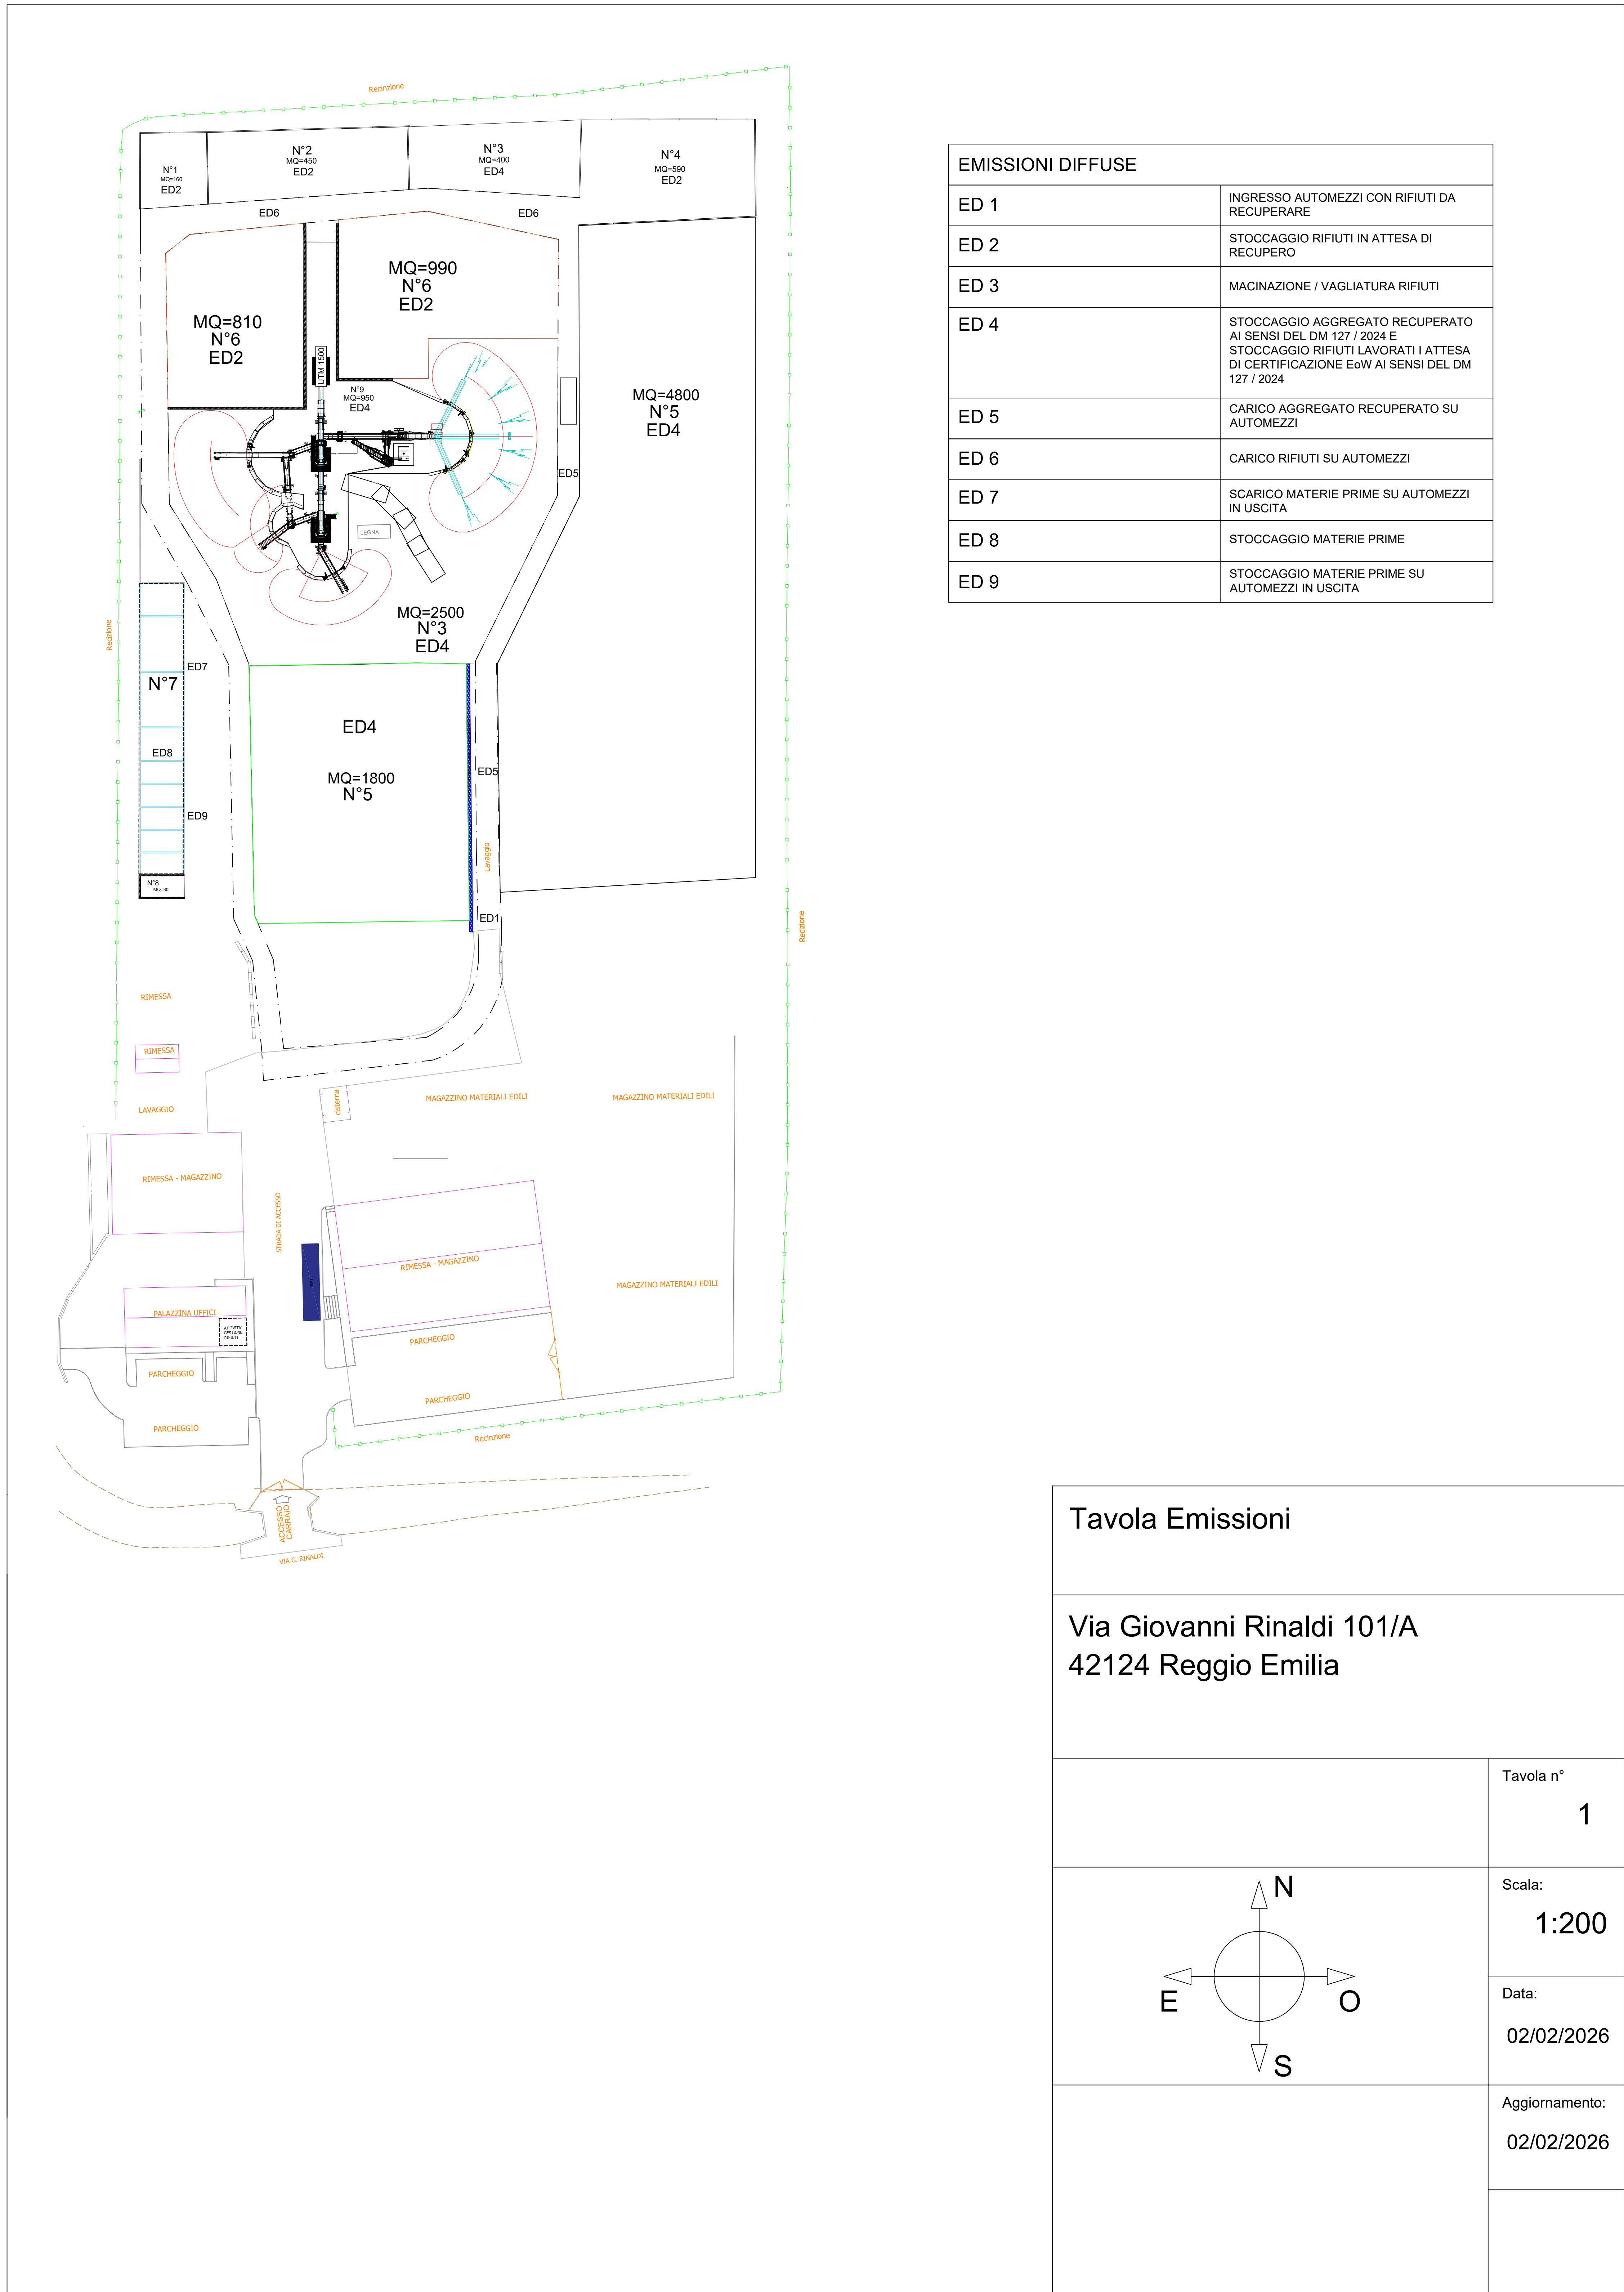 Recinzione
N°1
MQ=160
ED2
N°2
MQ=450
ED2
N°3
MQ=400
ED4
N°4
MQ=590
ED2
ED6
ED6
MQ=990
N°6
ED2
MQ=810
N°6
ED2
UTM 1500
N°9
MQ=950
ED4
MQ=4800
N°5
ED4
ED5
LEGNA
MQ=2500
N°3
ED4
Recizione
ED7
N°7
ED8
ED9
N°8
MQ=30
ED4
MQ=1800
N°5
ED5
Lavaggio
ED1
Recizione
RIMESSA
RIMESSA
LAVAGGIO
cisterna
MAGAZZINO MATERIALI EDILI
MAGAZZINO MATERIALI EDILI
RIMESSA - MAGAZZINO
STRADA DI ACCESSO
RIMESSA - MAGAZZINO
MAGAZZINO MATERIALI EDILI
PALAZZINA UFFICI
ATTIVITA'
GESTIONE
RIFIUTI
PARCHEGGIO
PARCHEGGIO
PARCHEGGIO
PARCHEGGIO
Recinzione
ACCESSO
CARRAIO
VIA G. RINALDI
EMISSIONI DIFFUSE
ED 1
INGRESSO AUTOMEZZI CON RIFIUTI DA
RECUPERARE
ED 2
STOCCAGGIO RIFIUTI IN ATTESA DI
RECUPERO
ED 3
MACINAZIONE / VAGLIATURA RIFIUTI
ED 4
STOCCAGGIO AGGREGATO RECUPERATO
AI SENSI DEL DM 127 / 2024 E
STOCCAGGIO RIFIUTI LAVORATI I ATTESA
DI CERTIFICAZIONE EoW AI SENSI DEL DM
127 / 2024
ED 5
CARICO AGGREGATO RECUPERATO SU
AUTOMEZZI
ED 6
CARICO RIFIUTI SU AUTOMEZZI
ED 7
SCARICO MATERIE PRIME SU AUTOMEZZI
IN USCITA
ED 8
STOCCAGGIO MATERIE PRIME
ED 9
STOCCAGGIO MATERIE PRIME SU
AUTOMEZZI IN USCITA
Tavola Emissioni
Via Giovanni Rinaldi 101/A
42124 Reggio Emilia
Tavola n°
1
N
E
O
S
Scala:
1:200
Data:
02/02/2026
Aggiornamento:
02/02/2026